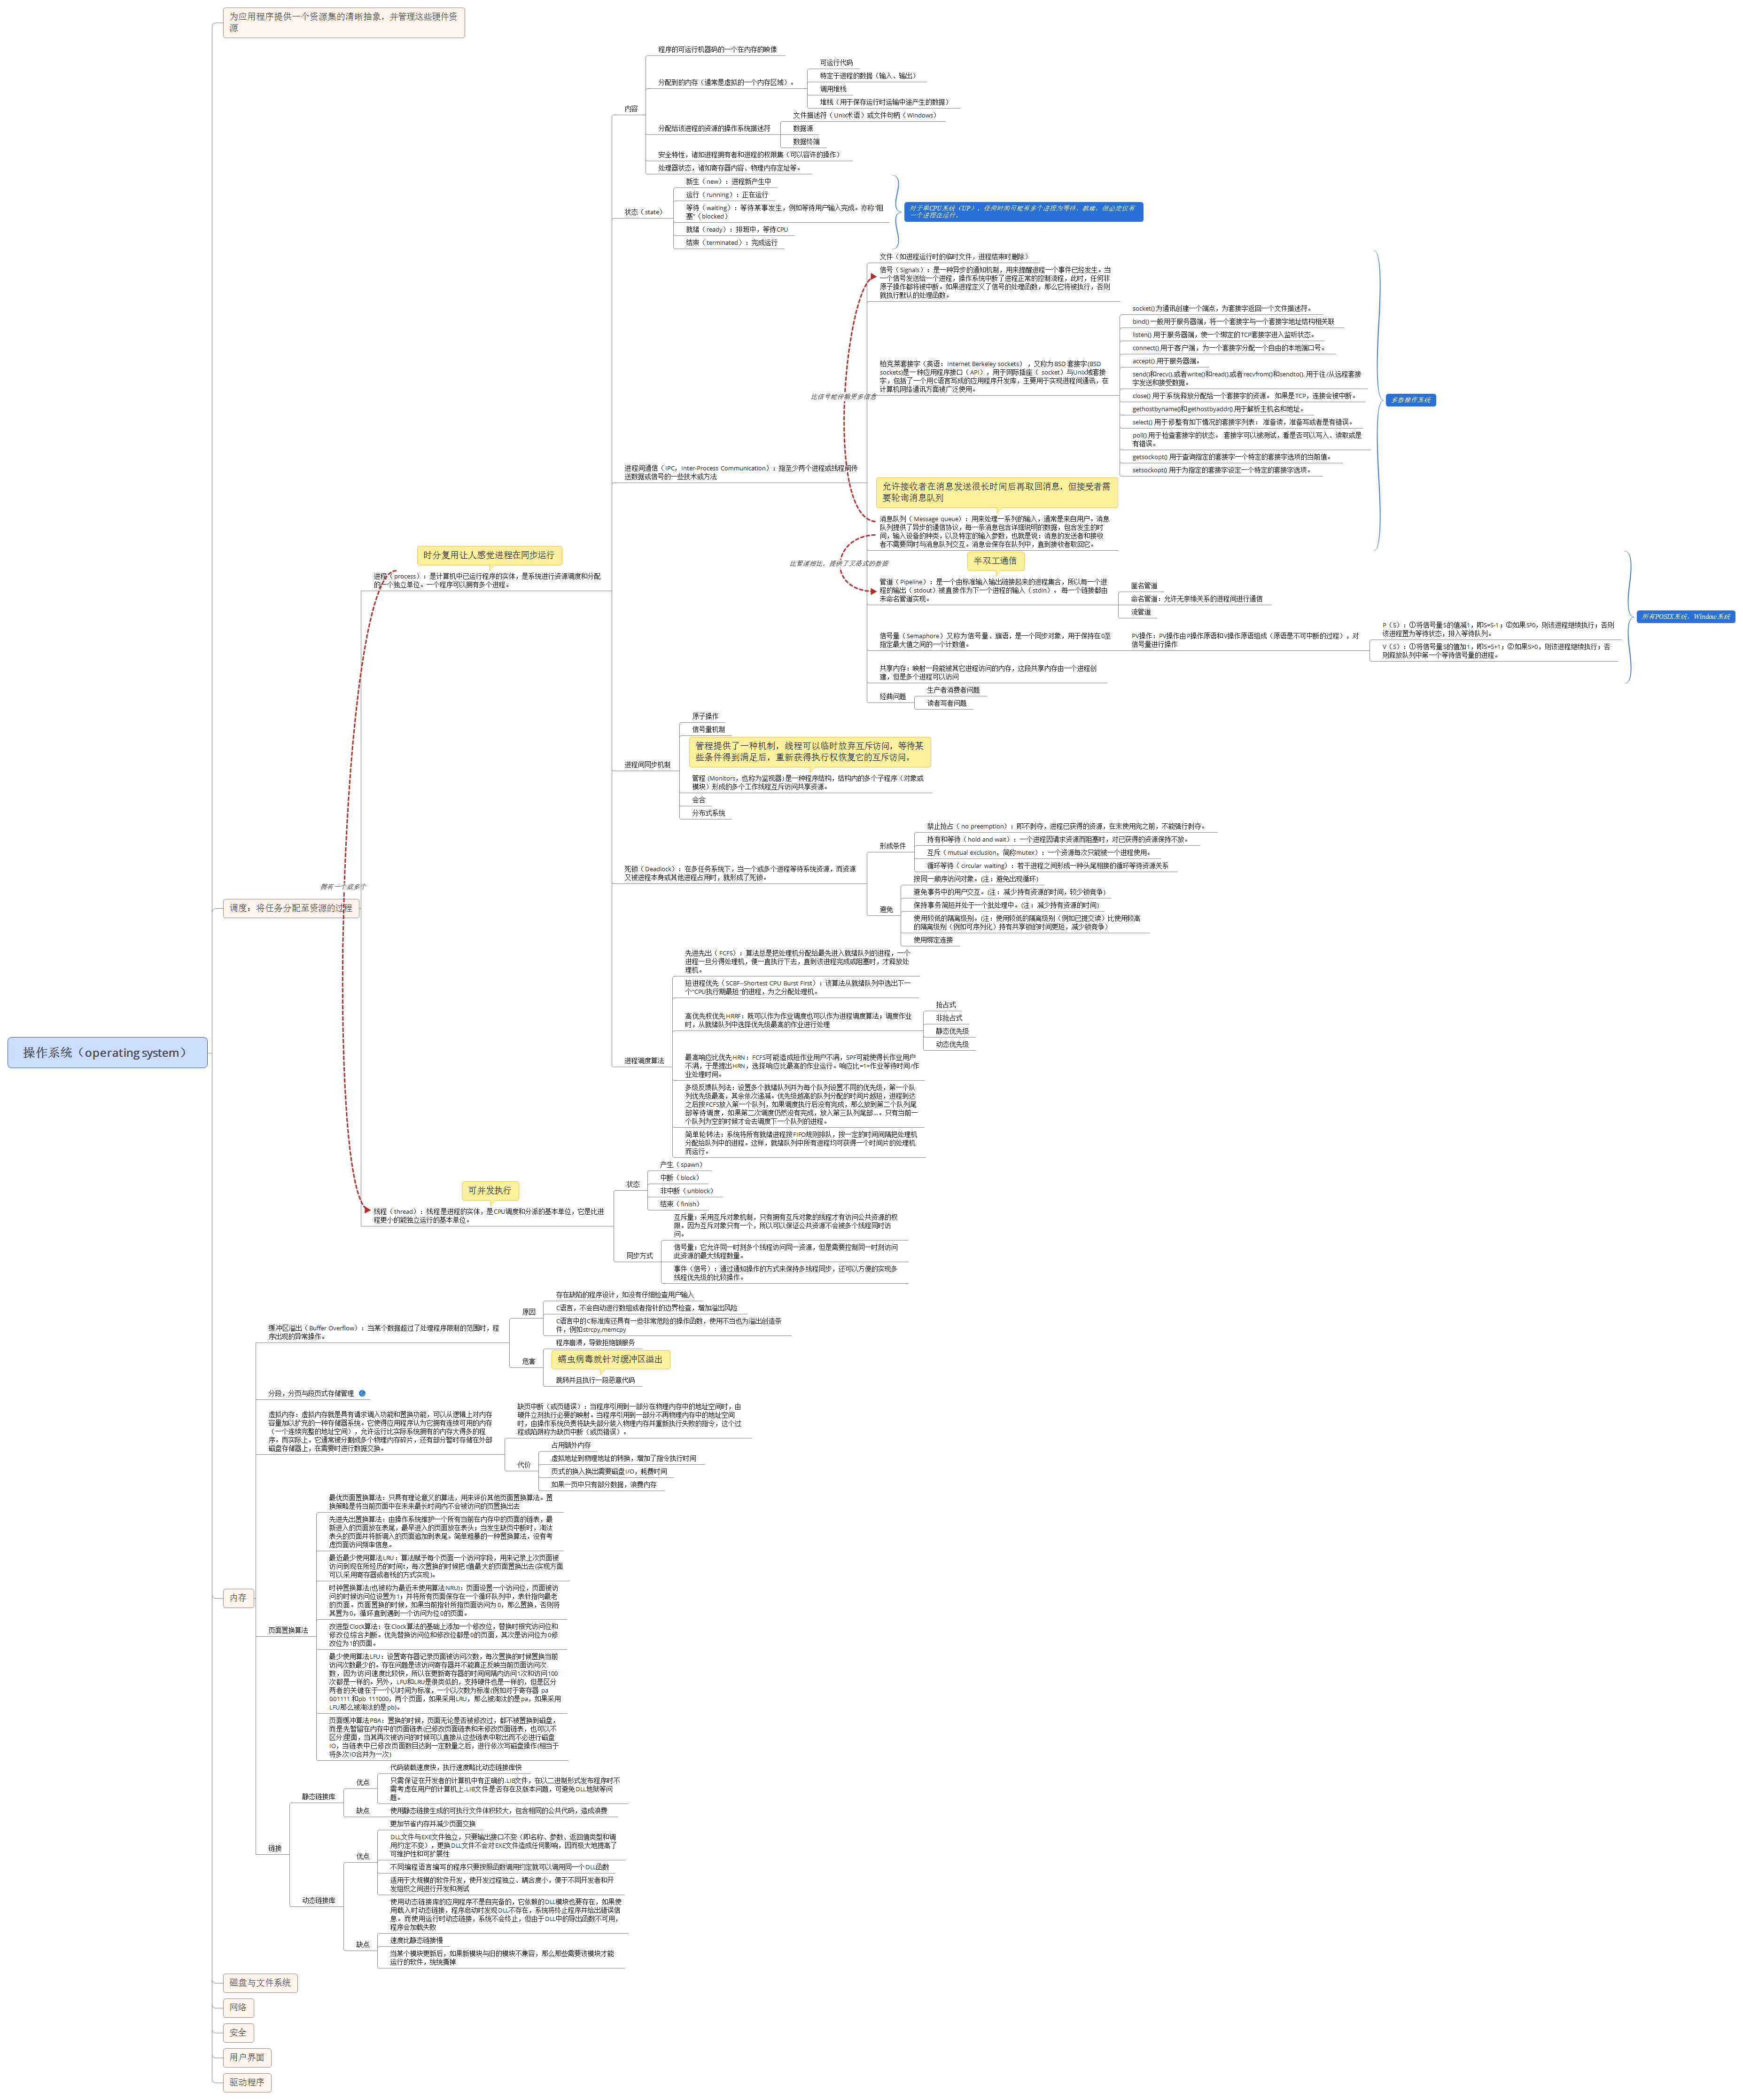 为应用程序提供一个资源集的清晰抽象，并管理这些硬件资
源
程序的可运行机器码的一个在内存的映像
分配到的内存（通常是虚拟的一个内存区域）。
可运行代码
特定于进程的数据（输入、输出）
调用堆栈
堆栈（用于保存运行时运输中途产生的数据）
内容
分配给该进程的资源的操作系统描述符
文件描述符（Unix术语）或文件句柄（Windows）
数据源
数据终端
安全特性，诸如进程拥有者和进程的权限集（可以容许的操作）
处理器状态，诸如寄存器内容、物理内存定址等。
状态（state）
新生（new）：进程新产生中
运行（running）：正在运行
等待（waiting）：等待某事发生，例如等待用户输入完成。亦称“阻
塞”（blocked）
就绪（ready）：排班中，等待CPU
结束（terminated）：完成运行
对于单CPU系统（UP），任何时间可能有多个进程为等待、就绪，但必定仅有
一个进程在运行。
文件（如进程运行时的临时文件，进程结束时删除）
信号（Signals）：是一种异步的通知机制，用来提醒进程一个事件已经发生。当
一个信号发送给一个进程，操作系统中断了进程正常的控制流程，此时，任何非
原子操作都将被中断。如果进程定义了信号的处理函数，那么它将被执行，否则
就执行默认的处理函数。
柏克莱套接字（英语：Internet Berkeley sockets），又称为BSD 套接字(BSD
sockets)是一种应用程序接口（API），用于网际插座（ socket）与Unix域套接
字，包括了一个用C语言写成的应用程序开发库，主要用于实现进程间通讯，在
计算机网络通讯方面被广泛使用。
socket() 为通讯创建一个端点，为套接字返回一个文件描述符。
bind() 一般用于服务器端，将一个套接字与一个套接字地址结构相关联
listen() 用于服务器端，使一个绑定的TCP套接字进入监听状态。
connect() 用于客户端，为一个套接字分配一个自由的本地端口号。
accept() 用于服务器端。
send()和recv(),或者write()和read(),或者recvfrom()和sendto(), 用于往/从远程套接
字发送和接受数据。
close() 用于系统释放分配给一个套接字的资源。 如果是TCP，连接会被中断。
gethostbyname()和gethostbyaddr() 用于解析主机名和地址。
select() 用于修整有如下情况的套接字列表： 准备读，准备写或者是有错误。
poll() 用于检查套接字的状态。 套接字可以被测试，看是否可以写入、读取或是
有错误。
getsockopt() 用于查询指定的套接字一个特定的套接字选项的当前值。
setsockopt() 用于为指定的套接字设定一个特定的套接字选项。
多数操作系统
比信号能传输更多信息
进程间通信（IPC，Inter-Process Communication）：指至少两个进程或线程间传
送数据或信号的一些技术或方法
允许接收者在消息发送很长时间后再取回消息，但接受者需
要轮询消息队列
消息队列（Message queue）：用来处理一系列的输入，通常是来自用户。消息
队列提供了异步的通信协议，每一条消息包含详细说明的数据，包含发生的时
间，输入设备的种类，以及特定的输入参数，也就是说：消息的发送者和接收
者不需要同时与消息队列交互。消息会保存在队列中，直到接收者取回它。
比管道相比，提供了又格式的数据
半双工通信
管道（Pipeline）：是一个由标准输入输出链接起来的进程集合，所以每一个进
程的输出（stdout）被直接作为下一个进程的输入（stdin）。 每一个链接都由
未命名管道实现。
匿名管道
命名管道：允许无亲缘关系的进程间进行通信
流管道
所有POSIX系统，Window系统
信号量（Semaphore）又称为信号量、旗语，是一个同步对象，用于保持在0至
指定最大值之间的一个计数值。
PV操作：PV操作由P操作原语和V操作原语组成（原语是不可中断的过程），对
信号量进行操作
P（S）：①将信号量S的值减1，即S=S-1；②如果S³0，则该进程继续执行；否则
该进程置为等待状态，排入等待队列。
V（S）：①将信号量S的值加1，即S=S+1；②如果S>0，则该进程继续执行；否
则释放队列中第一个等待信号量的进程。
共享内存：映射一段能被其它进程访问的内存，这段共享内存由一个进程创
建，但是多个进程可以访问
经典问题
生产者消费者问题
读者写者问题
时分复用让人感觉进程在同步运行
进程（process）：是计算机中已运行程序的实体，是系统进行资源调度和分配
的一个独立单位。一个程序可以拥有多个进程。
进程间同步机制
原子操作
信号量机制
管程提供了一种机制，线程可以临时放弃互斥访问，等待某
些条件得到满足后，重新获得执行权恢复它的互斥访问。
管程 (Monitors，也称为监视器) 是一种程序结构，结构内的多个子程序（对象或
模块）形成的多个工作线程互斥访问共享资源。
会合
分布式系统
死锁（Deadlock）：在多任务系统下，当一个或多个进程等待系统资源，而资源
又被进程本身或其他进程占用时，就形成了死锁。
形成条件
禁止抢占（no preemption）：即不剥夺，进程已获得的资源，在未使用完之前，不能强行剥夺。
持有和等待（hold and wait）：一个进程因请求资源而阻塞时，对已获得的资源保持不放。
互斥（mutual exclusion，简称mutex）：一个资源每次只能被一个进程使用。
循环等待（circular waiting）：若干进程之间形成一种头尾相接的循环等待资源关系
避免
按同一顺序访问对象。(注：避免出现循环)
避免事务中的用户交互。(注：减少持有资源的时间，较少锁竞争)
保持事务简短并处于一个批处理中。(注：减少持有资源的时间)
使用较低的隔离级别。(注：使用较低的隔离级别（例如已提交读）比使用较高
的隔离级别（例如可序列化）持有共享锁的时间更短，减少锁竞争)
使用绑定连接
拥有一个或多个
调度：将任务分配至资源的过程
进程调度算法
先进先出（FCFS）：算法总是把处理机分配给最先进入就绪队列的进程，一个
进程一旦分得处理机，便一直执行下去，直到该进程完成或阻塞时，才释放处
理机。
短进程优先（SCBF--Shortest CPU Burst First）：该算法从就绪队列中选出下一
个“CPU执行期最短”的进程，为之分配处理机。
高优先权优先HRRF：既可以作为作业调度也可以作为进程调度算法；调度作业
时，从就绪队列中选择优先级最高的作业进行处理
抢占式
非抢占式
静态优先级
动态优先级
最高响应比优先HRN：FCFS可能造成短作业用户不满，SPF可能使得长作业用户
不满，于是提出HRN，选择响应比最高的作业运行。响应比=1+作业等待时间/作
业处理时间。
多级反馈队列法：设置多个就绪队列并为每个队列设置不同的优先级，第一个队
列优先级最高，其余依次递减。优先级越高的队列分配的时间片越短，进程到达
之后按FCFS放入第一个队列，如果调度执行后没有完成，那么放到第二个队列尾
部等待调度，如果第二次调度仍然没有完成，放入第三队列尾部…。只有当前一
个队列为空的时候才会去调度下一个队列的进程。
简单轮转法：系统将所有就绪进程按FIFO规则排队，按一定的时间间隔把处理机
分配给队列中的进程。这样，就绪队列中所有进程均可获得一个时间片的处理机
而运行。
操作系统（operating system）
可并发执行
线程（thread）：线程是进程的实体，是CPU调度和分派的基本单位，它是比进
程更小的能独立运行的基本单位。
状态
产生（spawn）
中断（block）
非中断（unblock）
结束（finish）
同步方式
互斥量：采用互斥对象机制，只有拥有互斥对象的线程才有访问公共资源的权
限。因为互斥对象只有一个，所以可以保证公共资源不会被多个线程同时访
问。
信号量：它允许同一时刻多个线程访问同一资源，但是需要控制同一时刻访问
此资源的最大线程数量。
事件（信号）：通过通知操作的方式来保持多线程同步，还可以方便的实现多
线程优先级的比较操作。
缓冲区溢出（Buffer Overflow）：当某个数据超过了处理程序限制的范围时，程
序出现的异常操作。
原因
存在缺陷的程序设计，如没有仔细检查用户输入
C语言，不会自动进行数组或者指针的边界检查，增加溢出风险
C语言中的C标准库还具有一些非常危险的操作函数，使用不当也为溢出创造条
件，例如strcpy,memcpy
危害
程序崩溃，导致拒绝额服务
蠕虫病毒就针对缓冲区溢出
跳转并且执行一段恶意代码
分段，分页与段页式存储管理
虚拟内存：虚拟内存就是具有请求调入功能和置换功能，可以从逻辑上对内存
容量加以扩充的一种存储器系统。它使得应用程序认为它拥有连续可用的内存
（一个连续完整的地址空间），允许运行比实际系统拥有的内存大得多的程
序。而实际上，它通常被分割成多个物理内存碎片，还有部分暂时存储在外部
磁盘存储器上，在需要时进行数据交换。
缺页中断（或页错误）：当程序引用到一部分在物理内存中的地址空间时，由
硬件立刻执行必要的映射。当程序引用到一部分不再物理内存中的地址空间
时，由操作系统负责将缺失部分装入物理内存并重新执行失败的指令，这个过
程或陷阱称为缺页中断（或页错误）。
代价
占用额外内存
虚拟地址到物理地址的转换，增加了指令执行时间
页式的换入换出需要磁盘I/O，耗费时间
如果一页中只有部分数据，浪费内存
内存
页面置换算法
最优页面置换算法：只具有理论意义的算法，用来评价其他页面置换算法。置
换策略是将当前页面中在未来最长时间内不会被访问的页置换出去
先进先出置换算法：由操作系统维护一个所有当前在内存中的页面的链表，最
新进入的页面放在表尾，最早进入的页面放在表头；当发生缺页中断时，淘汰
表头的页面并将新调入的页面追加到表尾。简单粗暴的一种置换算法，没有考
虑页面访问频率信息。
最近最少使用算法LRU：算法赋予每个页面一个访问字段，用来记录上次页面被
访问到现在所经历的时间t，每次置换的时候把t值最大的页面置换出去(实现方面
可以采用寄存器或者栈的方式实现)。
时钟置换算法(也被称为最近未使用算法NRU)：页面设置一个访问位，页面被访
问的时候访问位设置为1；并将所有页面保存在一个循环队列中，表针指向最老
的页面。页面置换的时候，如果当前指针所指页面访问为0，那么置换，否则将
其置为0，循环直到遇到一个访问为位0的页面。
改进型Clock算法：在Clock算法的基础上添加一个修改位，替换时根究访问位和
修改位综合判断。优先替换访问位和修改位都是0的页面，其次是访问位为0修
改位为1的页面。
最少使用算法LFU：设置寄存器记录页面被访问次数，每次置换的时候置换当前
访问次数最少的。存在问题是该访问寄存器并不能真正反映当前页面访问次
数，因为访问速度比较快，所以在更新寄存器的时间间隔内访问1次和访问100
次都是一样的。另外，LFU和LRU是很类似的，支持硬件也是一样的，但是区分
两者的关键在于一个以时间为标准，一个以次数为标准(例如对于寄存器 pa
001111 和pb 111000，两个页面，如果采用LRU，那么被淘汰的是pa，如果采用
LFU那么被淘汰的是pb)。
页面缓冲算法PBA：置换的时候，页面无论是否被修改过，都不被置换到磁盘，
而是先暂留在内存中的页面链表(已修改页面链表和未修改页面链表，也可以不
区分)里面，当其再次被访问的时候可以直接从这些链表中取出而不必进行磁盘
IO，当链表中已修改页面数目达到一定数量之后，进行依次写磁盘操作(相当于
将多次IO合并为一次)
链接
静态链接库
优点
代码装载速度快，执行速度略比动态链接库快
只需保证在开发者的计算机中有正确的.LIB文件，在以二进制形式发布程序时不
需考虑在用户的计算机上.LIB文件是否存在及版本问题，可避免DLL地狱等问
题。
缺点
使用静态链接生成的可执行文件体积较大，包含相同的公共代码，造成浪费
动态链接库
优点
更加节省内存并减少页面交换
DLL文件与EXE文件独立，只要输出接口不变（即名称、参数、返回值类型和调
用约定不变），更换DLL文件不会对EXE文件造成任何影响，因而极大地提高了
可维护性和可扩展性
不同编程语言编写的程序只要按照函数调用约定就可以调用同一个DLL函数
适用于大规模的软件开发，使开发过程独立、耦合度小，便于不同开发者和开
发组织之间进行开发和测试
缺点
使用动态链接库的应用程序不是自完备的，它依赖的DLL模块也要存在，如果使
用载入时动态链接，程序启动时发现DLL不存在，系统将终止程序并给出错误信
息。而使用运行时动态链接，系统不会终止，但由于DLL中的导出函数不可用，
程序会加载失败
速度比静态链接慢
当某个模块更新后，如果新模块与旧的模块不兼容，那么那些需要该模块才能
运行的软件，统统撕掉
磁盘与文件系统
网络
安全
用户界面
驱动程序